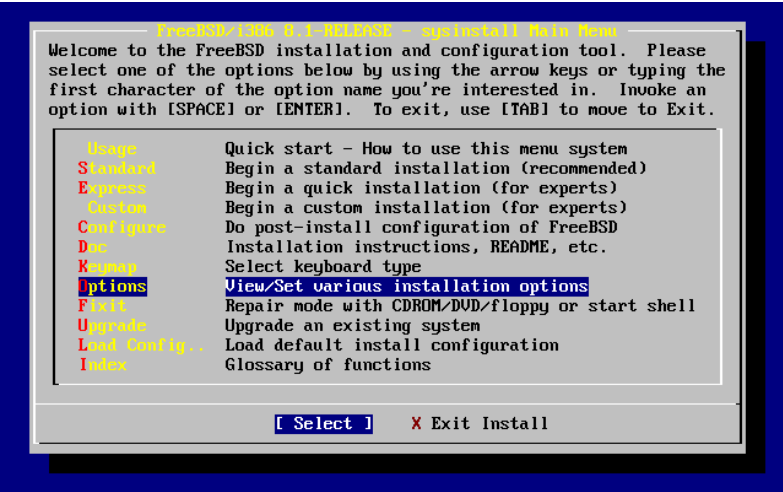 FreeBSD/i386 8.1-RELEASE - sysinstall Main Menu
Welcome to the FreeBSD installation and configuration tool.  Please
select one of the options below by using the arrow keys or typing the
first character of the option name you're interested in.  Invoke an
option with [SPACE] or [ENTER].  To exit, use [TAB] to move to Exit.
Usage Quick start - How to use this menu system
Standard Begin a standard installation (recommended)
Express Begin a quick installation (for experts)
Custom Begin a custom installation (for experts)
Configure Do post-install configuration of FreeBSD
Doc Installation instructions, README, etc.
Keymap Select keyboard type
Options View/Set various installation options
Fixit Repair mode with CDROM/DVD/floppy or start shell
Upgrade Upgrade an existing system
Load Config.. Load default install configuration
Index Glossary of functions
[ Select ] X Exit Install